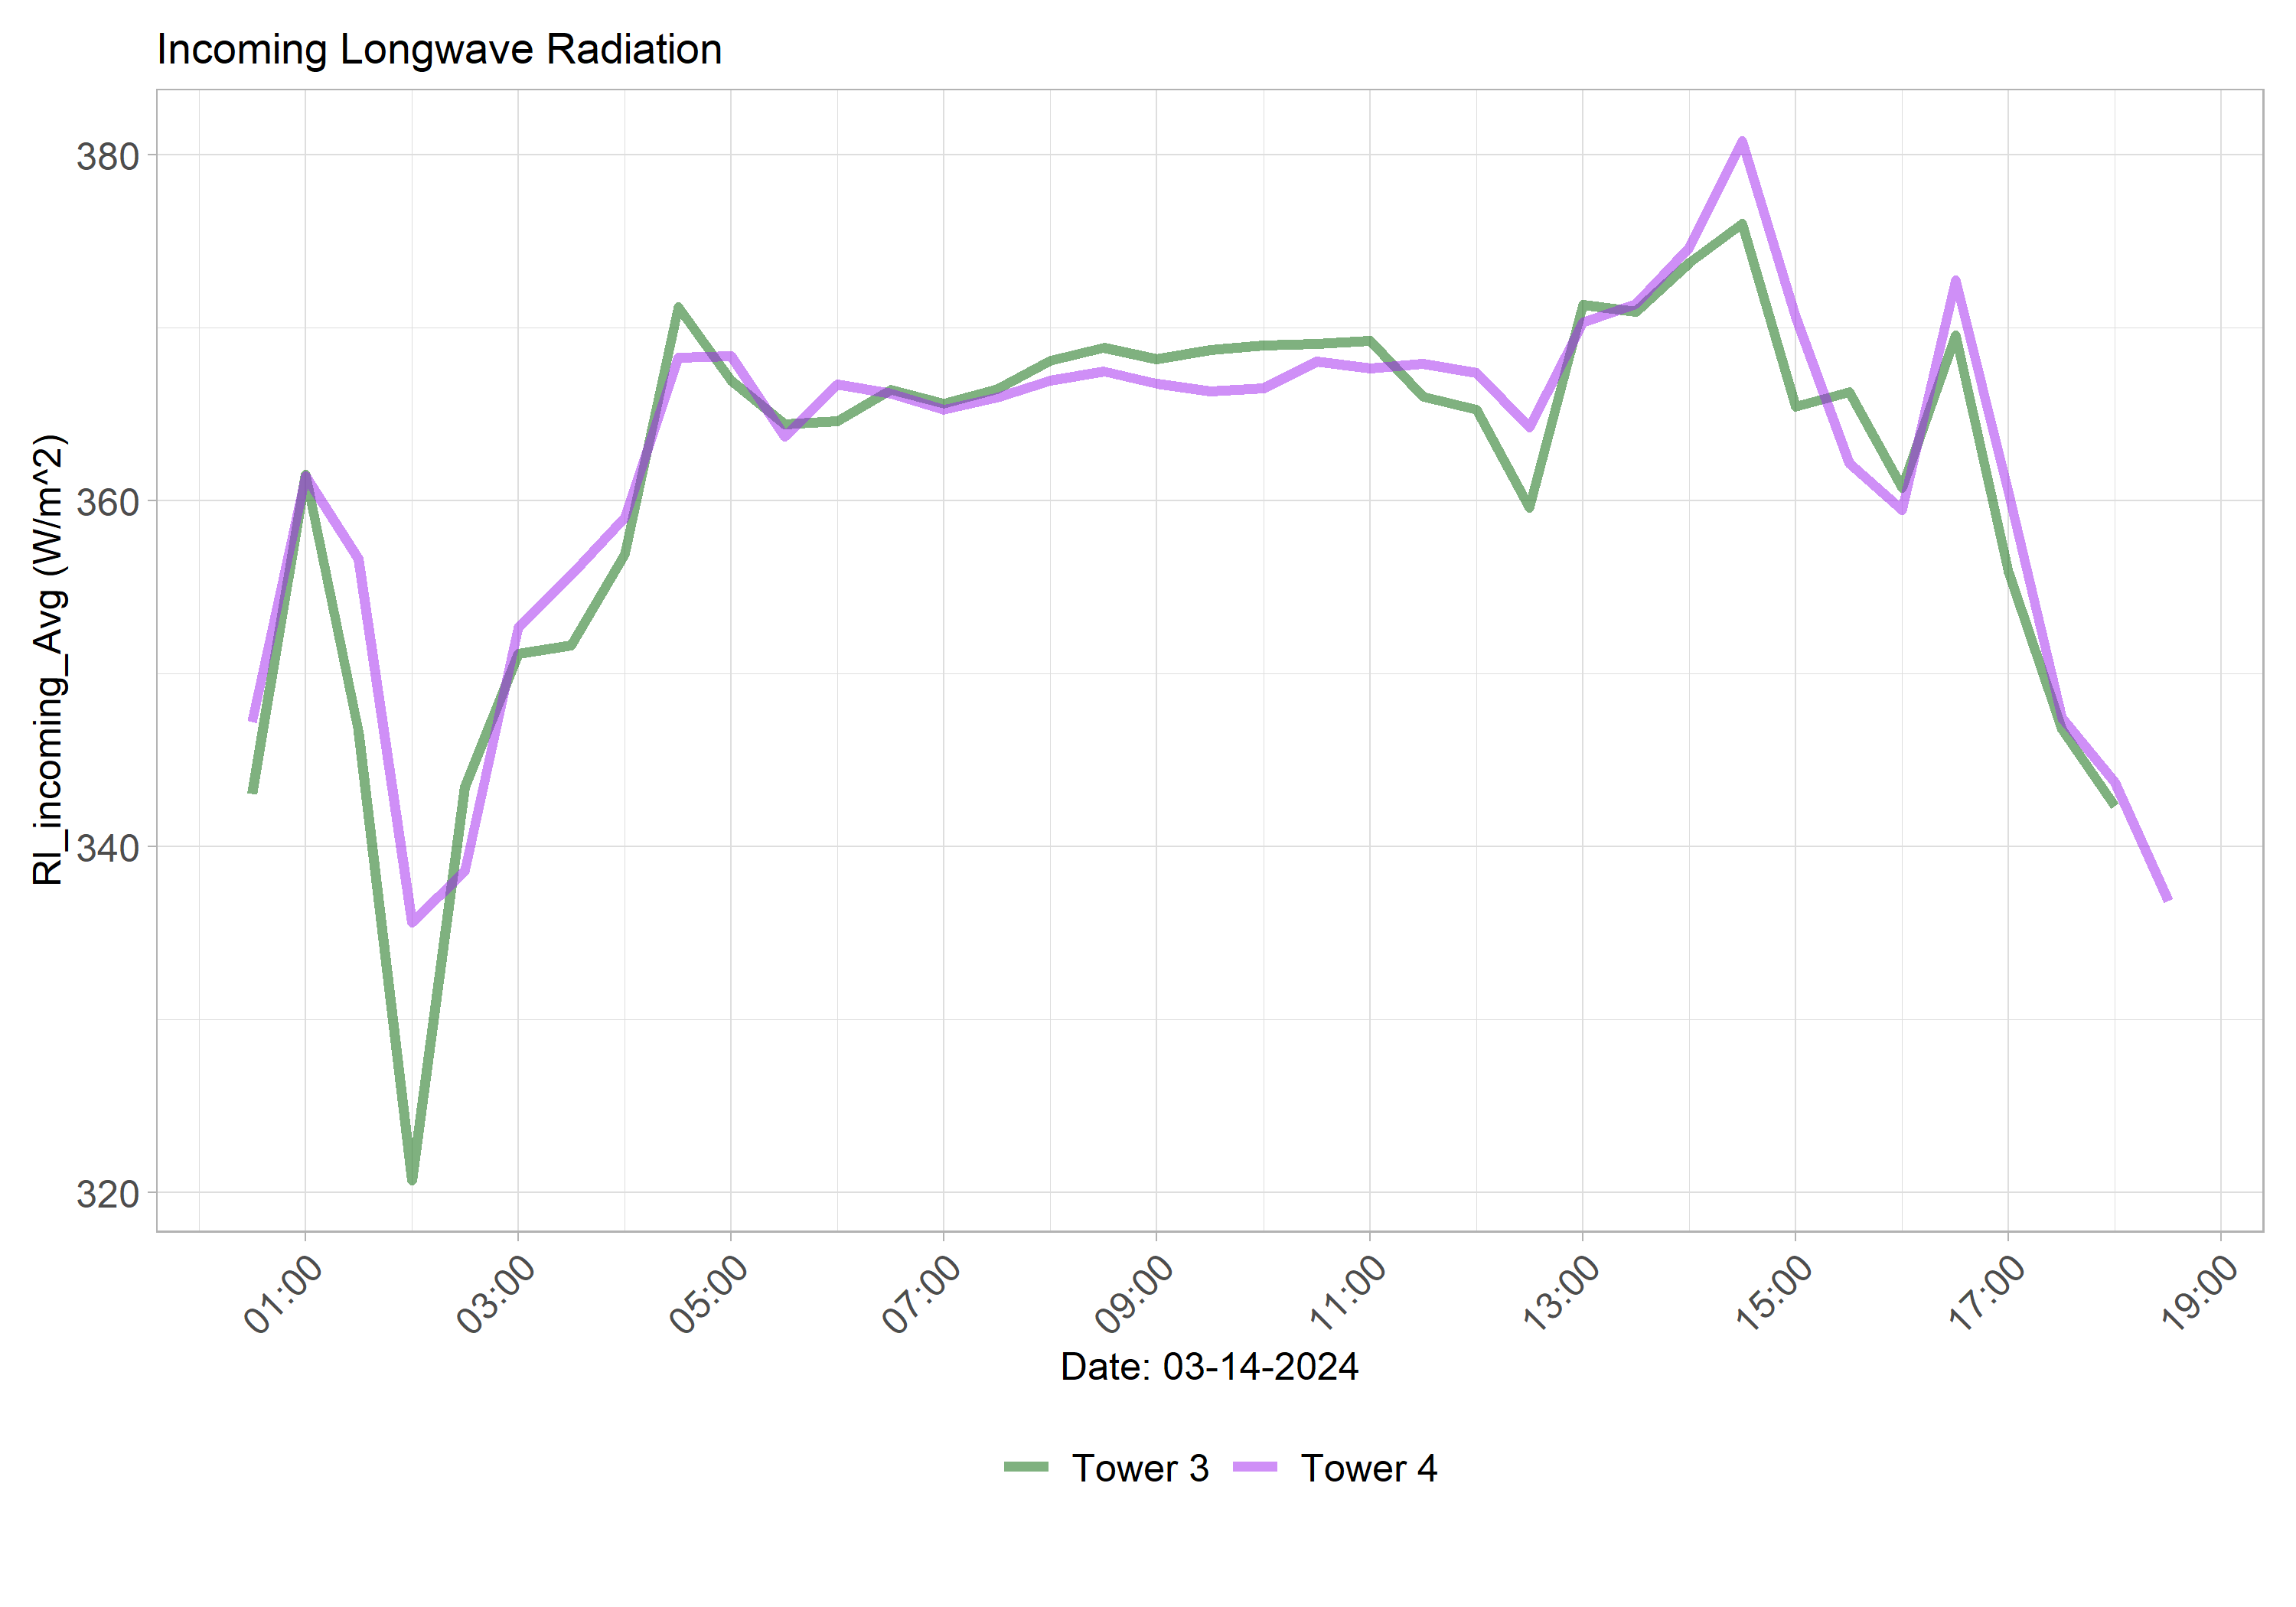 Incoming Longwave Radiation
Rl_incoming_Avg (W/m^2)
380
360
340
320
01:00
03:00
05:00
07:00
09:00
11:00
13:00
15:00
17:00
19:00
Date: 03-14-2024
Tower 3
Tower 4